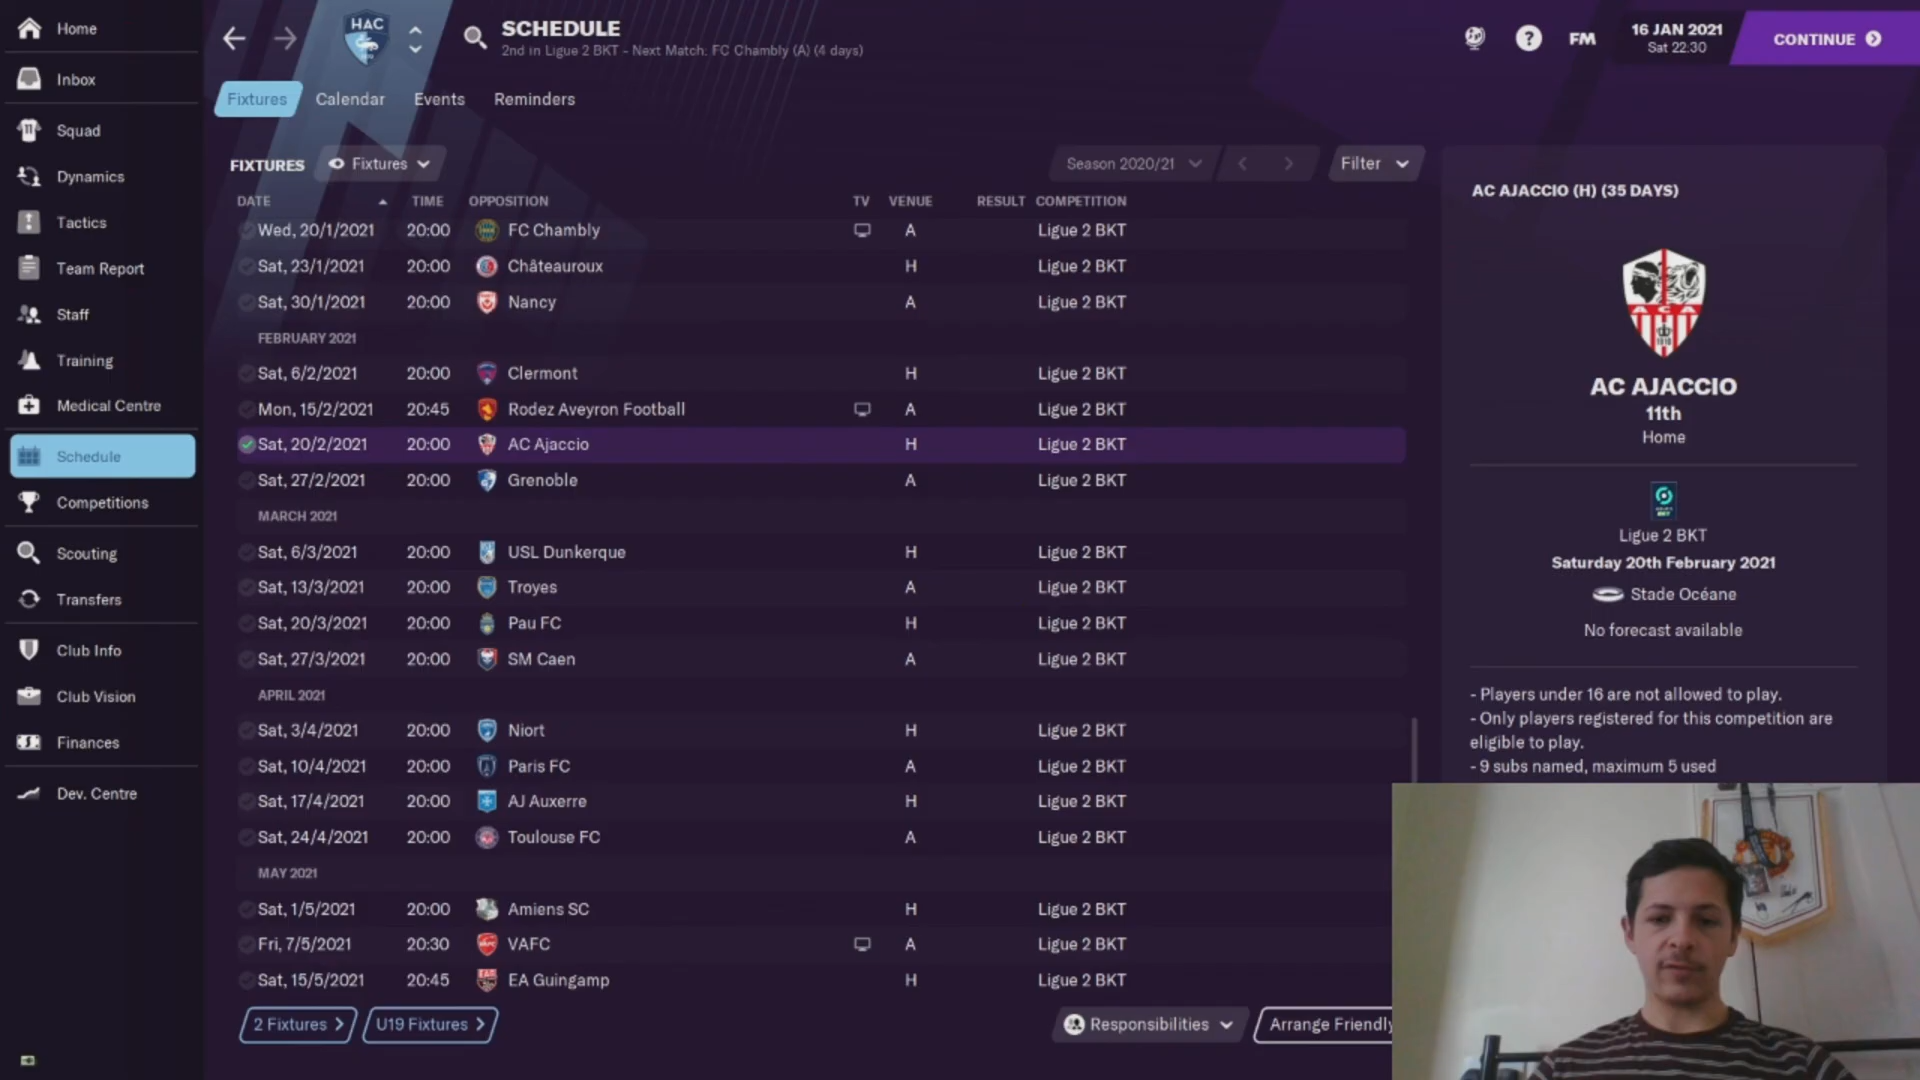 Home
Inbox
Squad
Dynamics
Tactics
Team Report
Staff
Training
Medical Centre
Schedule
Competitions
Scouting
Transfers
Club Info
Club Vision
Finances
Dev. Centre
HAC
SCHEDULE
2nd in Ligue 2 BKT - Next Match: FC Chambly (A) (4 days)
FM
16 JAN 2021
Sat 22:30
CONTINUE
Fixtures Calendar Events Reminders
FIXTURES Fixtures Season 2020/21 Filter
DATE TIME OPPOSITION TV VENUE RESULT COMPETITION
Wed, 20/1/2021 20:00 FC Chambly A Ligue 2 BKT
Sat, 23/1/2021 20:00 Châteauroux H Ligue 2 BKT
Sat, 30/1/2021 20:00 Nancy A Ligue 2 BKT
FEBRUARY 2021
Sat, 6/2/2021 20:00 Clermont H Ligue 2 BKT
Mon, 15/2/2021 20:45 Rodez Aveyron Football A Ligue 2 BKT
Sat, 20/2/2021 20:00 AC Ajaccio H Ligue 2 BKT
Sat, 27/2/2021 20:00 Grenoble A Ligue 2 BKT
MARCH 2021
Sat, 6/3/2021 20:00 USL Dunkerque H Ligue 2 BKT
Sat, 13/3/2021 20:00 Troyes A Ligue 2 BKT
Sat, 20/3/2021 20:00 Pau FC H Ligue 2 BKT
Sat, 27/3/2021 20:00 SM Caen A Ligue 2 BKT
APRIL 2021
Sat, 3/4/2021 20:00 Niort H Ligue 2 BKT
Sat, 10/4/2021 20:00 Paris FC A Ligue 2 BKT
Sat, 17/4/2021 20:00 AJ Auxerre H Ligue 2 BKT
Sat, 24/4/2021 20:00 Toulouse FC A Ligue 2 BKT
MAY 2021
Sat, 1/5/2021 20:00 Amiens SC H Ligue 2 BKT
Fri, 7/5/2021 20:30 VAFC A Ligue 2 BKT
Sat, 15/5/2021 20:45 EA Guingamp H Ligue 2 BKT
2 Fixtures U19 Fixtures Responsibilities Arrange Friendly
AC AJACCIO (H) (35 DAYS)
ACA
1910
AC AJACCIO
11th
Home
Ligue 2 BKT
Saturday 20th February 2021
Stade Océane
No forecast available
- Players under 16 are not allowed to play.
- Only players registered for this competition are
eligible to play.
- 9 subs named, maximum 5 used